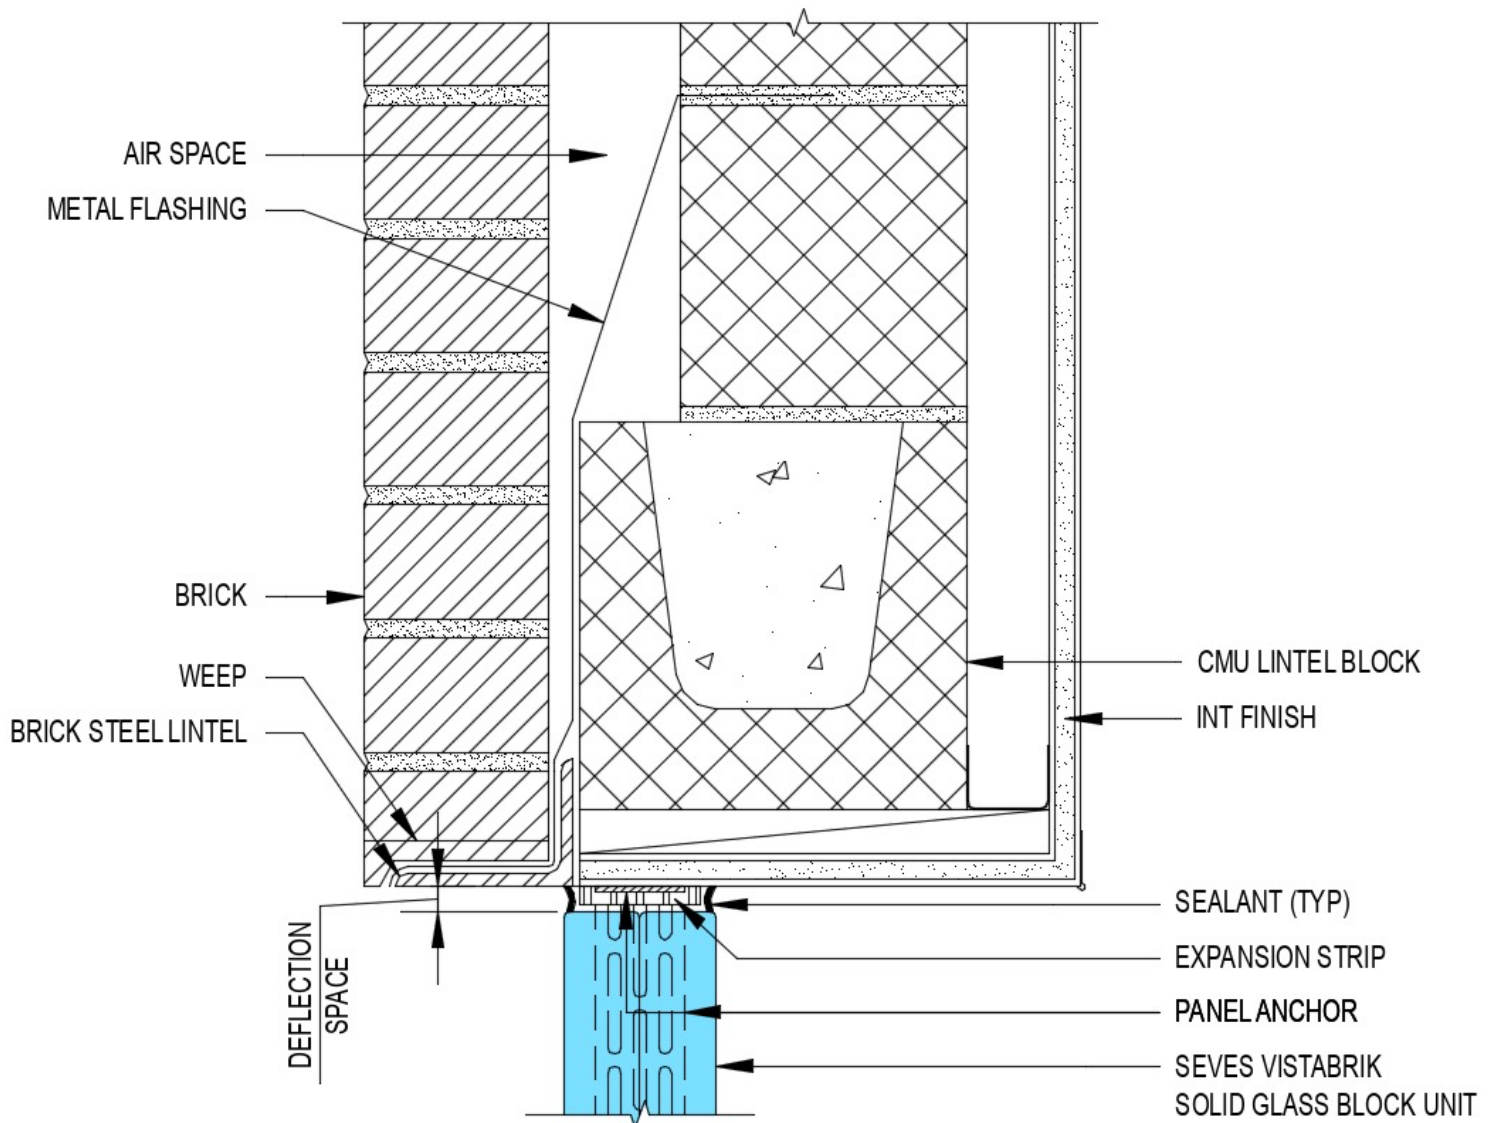 AIR SPACE
METAL FLASHING
BRICK
WEEP
BRICK STEEL LINTEL
DEFLECTION
SPACE
CMU LINTEL BLOCK
INT FINISH
SEALANT (TYP)
EXPANSION STRIP
PANEL ANCHOR
SEVES VISTABRIK
SOLID GLASS BLOCK UNIT